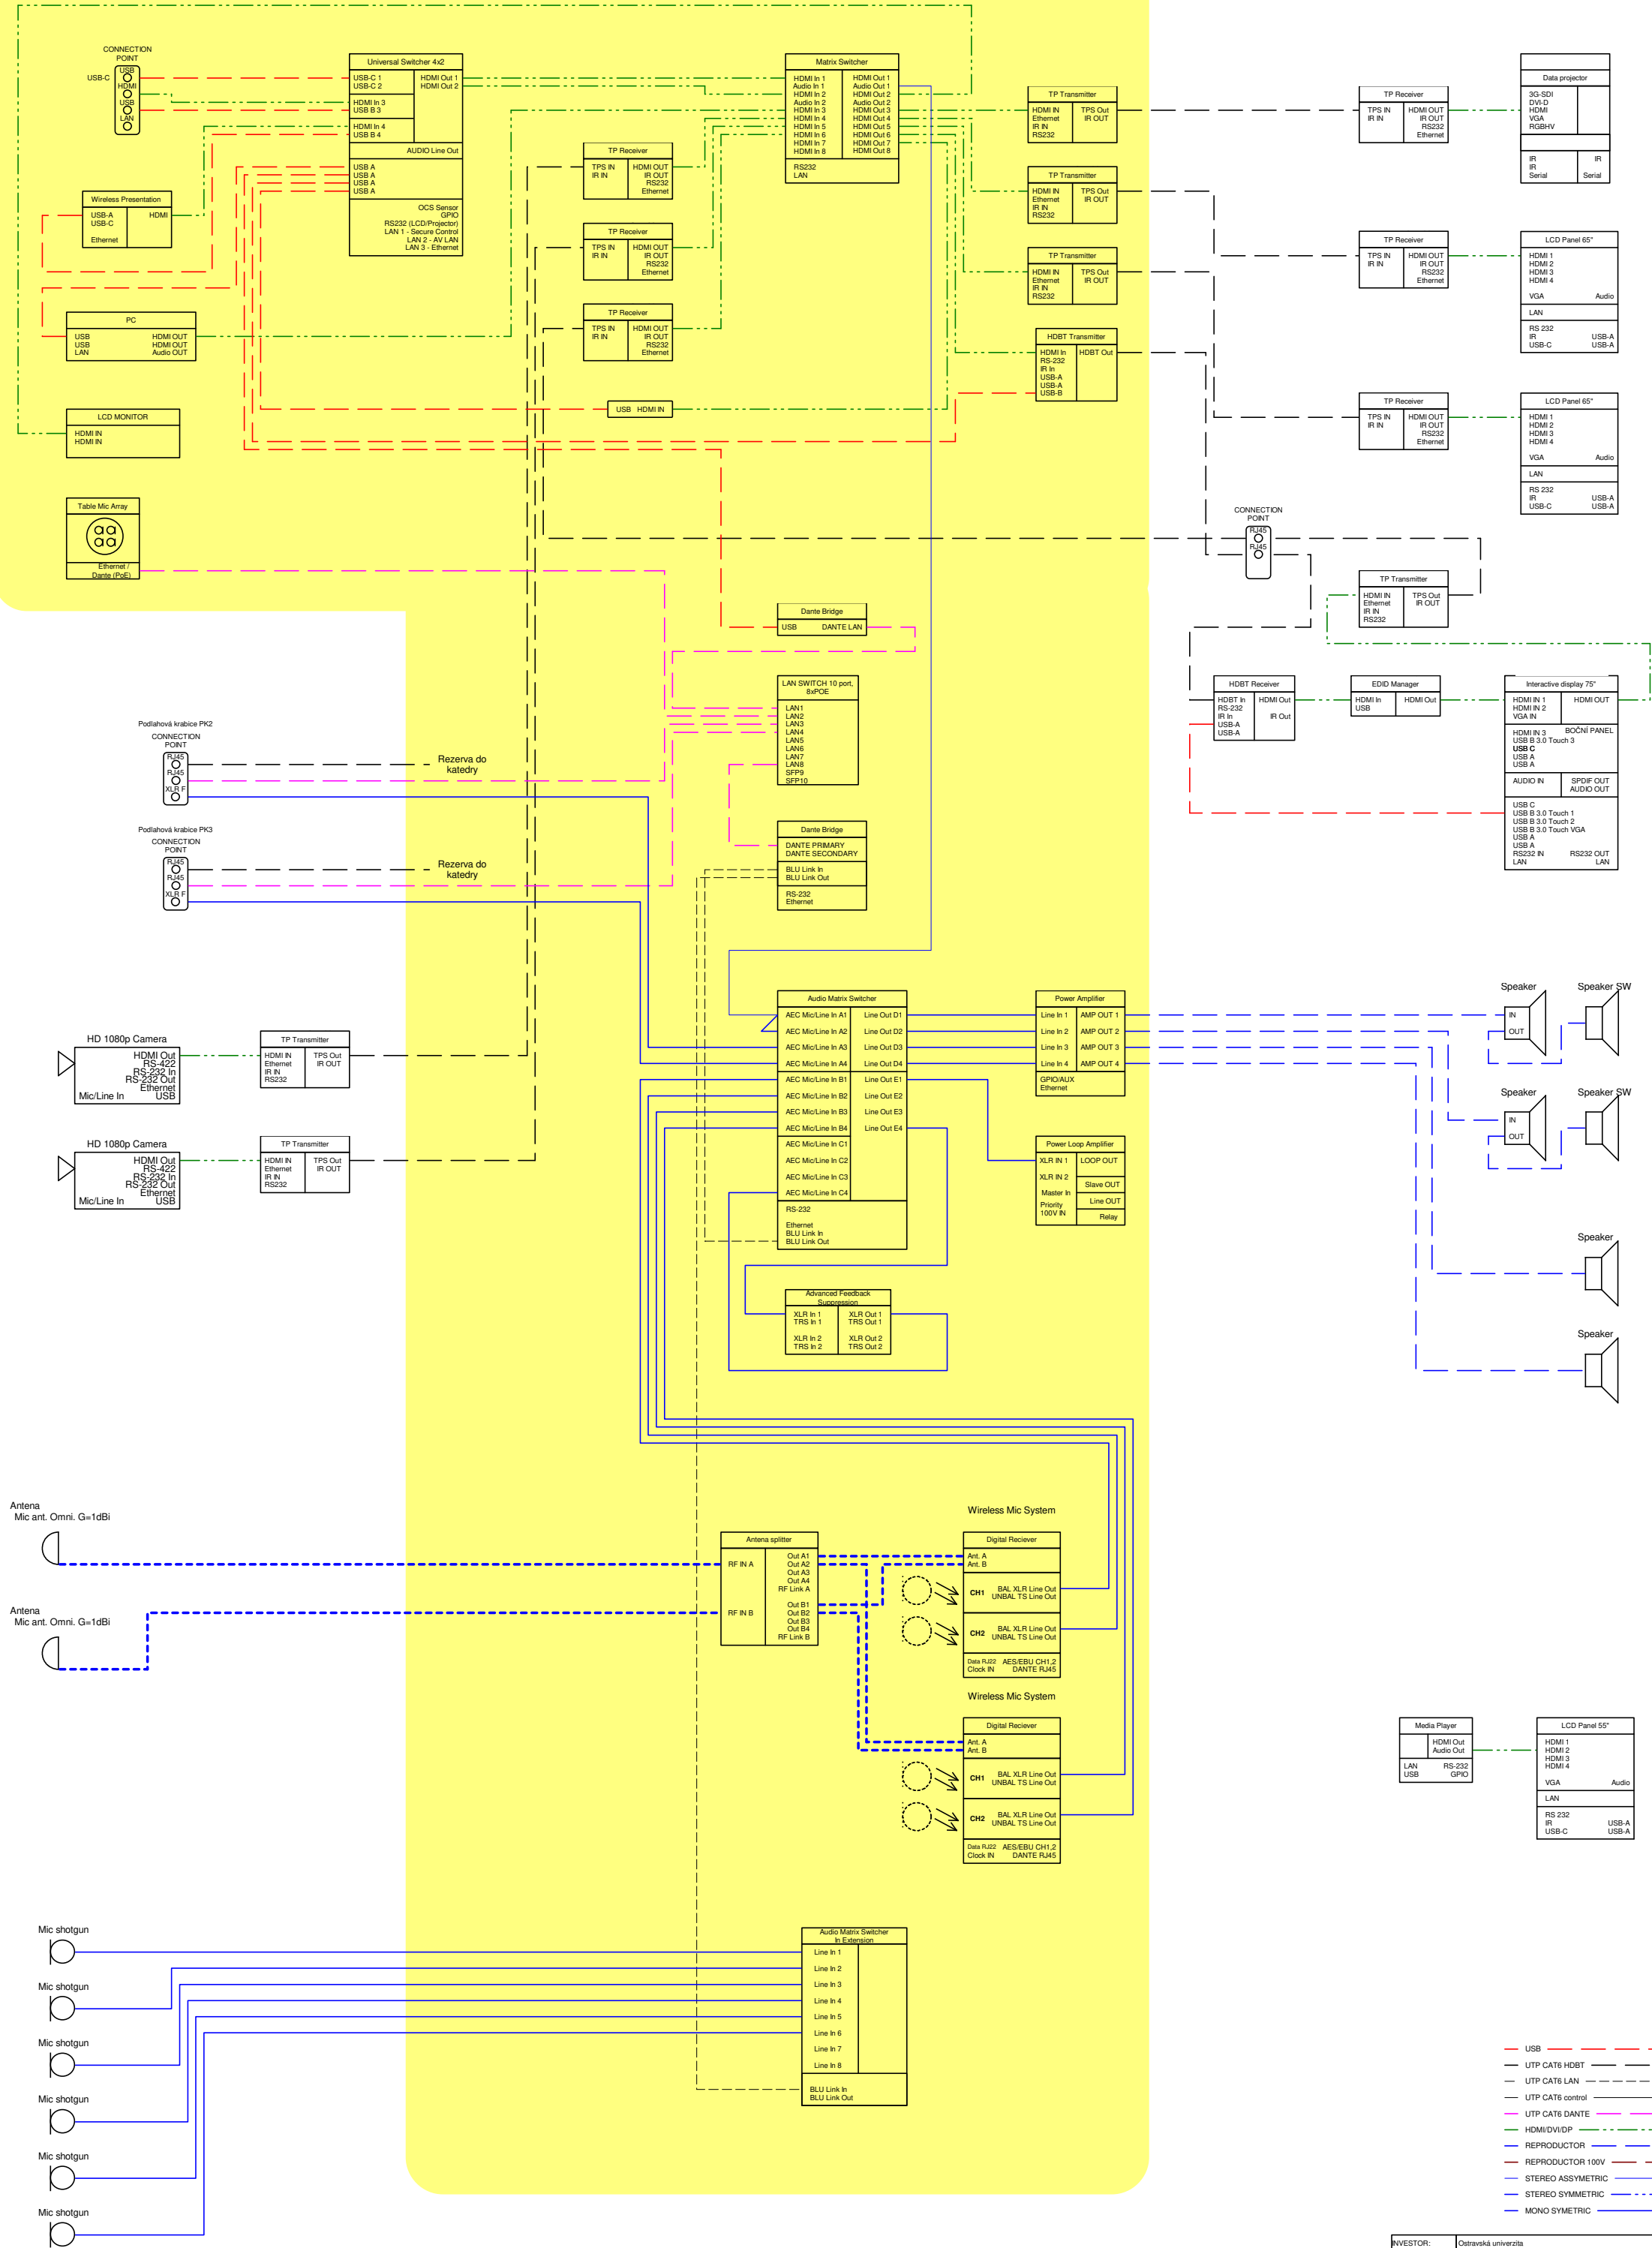 CONNECTION
POINT
USB-C
USB
HDMI
USB
LAN
Universal Switcher 4x2
USB-C 1
USB-C 2
HDMI In 3
USB B 3
HDMI In 4
USB B 4
HDMI Out 1
HDMI Out 2
AUDIO Line Out
USB A
USB A
USB A
USB A
OCS Sensor
GPIO
RS232 (LCD/Projector)
LAN 1 - Secure Control
LAN 2 - AV LAN
LAN 3 - Ethernet
Matrix Switcher
HDMI In 1
Audio In 1
HDMI In 2
Audio In 2
HDMI In 3
HDMI In 4
HDMI In 5
HDMI In 6
HDMI In 7
HDMI In 8
HDMI Out 1
Audio Out 1
HDMI Out 2
Audio Out 2
HDMI Out 3
HDMI Out 4
HDMI Out 5
HDMI Out 6
HDMI Out 7
HDMI Out 8
RS232
LAN
TP Transmitter
HDMI IN
Ethernet
IR IN
RS232
TPS Out
IR OUT
TP Receiver
TPS IN
IR IN
HDMI OUT
IR OUT
RS232
Ethernet
Data projector
3G-SDI
DVI-D
HDMI
VGA
RGBHV
IR
IR
Serial
IR
Serial
TP Receiver
TPS IN
IR IN
HDMI OUT
IR OUT
RS232
Ethernet
TP Transmitter
HDMI IN
Ethernet
IR IN
RS232
TPS Out
IR OUT
Wireless Presentation
USB-A
USB-C
Ethernet
HDMI
TP Receiver
TPS IN
IR IN
HDMI OUT
IR OUT
RS232
Ethernet
TP Transmitter
HDMI IN
Ethernet
IR IN
RS232
TPS Out
IR OUT
TP Receiver
TPS IN
IR IN
HDMI OUT
IR OUT
RS232
Ethernet
LCD Panel 65"
HDMI 1
HDMI 2
HDMI 3
HDMI 4
VGA Audio
LAN
RS 232
IR USB-A
USB-C USB-A
PC
USB
USB
LAN
HDMI OUT
HDMI OUT
Audio OUT
TP Receiver
TPS IN
IR IN
HDMI OUT
IR OUT
RS232
Ethernet
HDBT Transmitter
HDMI In
RS-232
IR In
USB-A
USB-A
USB-B
HDBT Out
LCD MONITOR
HDMI IN
HDMI IN
USB HDMI IN
TP Receiver
TPS IN
IR IN
HDMI OUT
IR OUT
RS232
Ethernet
LCD Panel 65"
HDMI 1
HDMI 2
HDMI 3
HDMI 4
VGA Audio
LAN
RS 232
IR USB-A
USB-C USB-A
Table Mic Array
Ethernet /
Dante (PoE)
CONNECTION
POINT
RJ45
RJ45
TP Transmitter
HDMI IN
Ethernet
IR IN
RS232
TPS Out
IR OUT
Dante Bridge
USB DANTE LAN
LAN SWITCH 10 port,
8xPOE
LAN1
LAN2
LAN3
LAN4
LAN5
LAN6
LAN7
LAN8
SFP9
SFP10
HDBT Receiver
HDBT In
RS-232
IR In
USB-A
USB-A
HDMI Out
IR Out
EDID Manager
HDMI In
USB
HDMI Out
Interactive display 75"
HDMI IN 1
HDMI IN 2
VGA IN
HDMI OUT
BOČNÍ PANEL
HDMI IN 3
USB B 3.0 Touch 3
USB C
USB A
USB A
AUDIO IN
SPDIF OUT
AUDIO OUT
USB C
USB B 3.0 Touch 1
USB B 3.0 Touch 2
USB B 3.0 Touch VGA
USB A
USB A
RS232 IN RS232 OUT
LAN LAN
Podlahová krabice PK2
CONNECTION
POINT
RJ45
RJ45
XLR F
Rezerva do
katedry
Podlahová krabice PK3
CONNECTION
POINT
RJ45
RJ45
XLR F
Rezerva do
katedry
Dante Bridge
DANTE PRIMARY
DANTE SECONDARY
BLU Link In
BLU Link Out
RS-232
Ethernet
Audio Matrix Switcher
AEC Mic/Line In A1
AEC Mic/Line In A2
AEC Mic/Line In A3
AEC Mic/Line In A4
AEC Mic/Line In B1
AEC Mic/Line In B2
AEC Mic/Line In B3
AEC Mic/Line In B4
AEC Mic/Line In C1
AEC Mic/Line In C2
AEC Mic/Line In C3
AEC Mic/Line In C4
Line Out D1
Line Out D2
Line Out D3
Line Out D4
Line Out E1
Line Out E2
Line Out E3
Line Out E4
RS-232
Ethernet
BLU Link In
BLU Link Out
Power Amplifier
Line In 1
Line In 2
Line In 3
Line In 4
AMP OUT 1
AMP OUT 2
AMP OUT 3
AMP OUT 4
GPIO/AUX
Ethernet
Power Loop Amplifier
XLR IN 1
XLR IN 2
Master In
Priority
100V IN
LOOP OUT
Slave OUT
Line OUT
Relay
Speaker
IN
OUT
Speaker SW
Speaker
IN
OUT
Speaker SW
Speaker
Speaker
HD 1080p Camera
HDMI Out
RS-422
RS-232 In
RS-232 Out
Ethernet
Mic/Line In USB
TP Transmitter
HDMI IN
Ethernet
IR IN
RS232
TPS Out
IR OUT
HD 1080p Camera
HDMI Out
RS-422
RS-232 In
RS-232 Out
Ethernet
Mic/Line In USB
TP Transmitter
HDMI IN
Ethernet
IR IN
RS232
TPS Out
IR OUT
Advanced Feedback
Suppression
XLR In 1
TRS In 1
XLR In 2
TRS In 2
XLR Out 1
TRS Out 1
XLR Out 2
TRS Out 2
Antena
Mic ant. Omni. G=1dBi
Antena
Mic ant. Omni. G=1dBi
Antena splitter
RF IN A
RF IN B
Out A1
Out A2
Out A3
Out A4
RF Link A
Out B1
Out B2
Out B3
Out B4
RF Link B
Wireless Mic System
Digital Reciever
Ant. A
Ant. B
CH1
BAL XLR Line Out
UNBAL TS Line Out
CH2
BAL XLR Line Out
UNBAL TS Line Out
Data RJ22 AES/EBU CH1,2
Clock IN DANTE RJ45
Wireless Mic System
Digital Reciever
Ant. A
Ant. B
CH1
BAL XLR Line Out
UNBAL TS Line Out
CH2
BAL XLR Line Out
UNBAL TS Line Out
Data RJ22 AES/EBU CH1,2
Clock IN DANTE RJ45
Media Player
HDMI Out
Audio Out
LAN RS-232
USB GPIO
LCD Panel 55"
HDMI 1
HDMI 2
HDMI 3
HDMI 4
VGA Audio
LAN
RS 232
IR USB-A
USB-C USB-A
Mic shotgun
Mic shotgun
Mic shotgun
Mic shotgun
Mic shotgun
Mic shotgun
Audio Matrix Switcher
In Extension
Line In 1
Line In 2
Line In 3
Line In 4
Line In 5
Line In 6
Line In 7
Line In 8
BLU Link In
BLU Link Out
USB
UTP CAT6 HDBT
UTP CAT6 LAN
UTP CAT6 control
UTP CAT6 DANTE
HDMI/DVI/DP
REPRODUCTOR
REPRODUCTOR 100V
STEREO ASSYMETRIC
STEREO SYMMETRIC
MONO SYMETRIC
INVESTOR: Ostravská univerzita